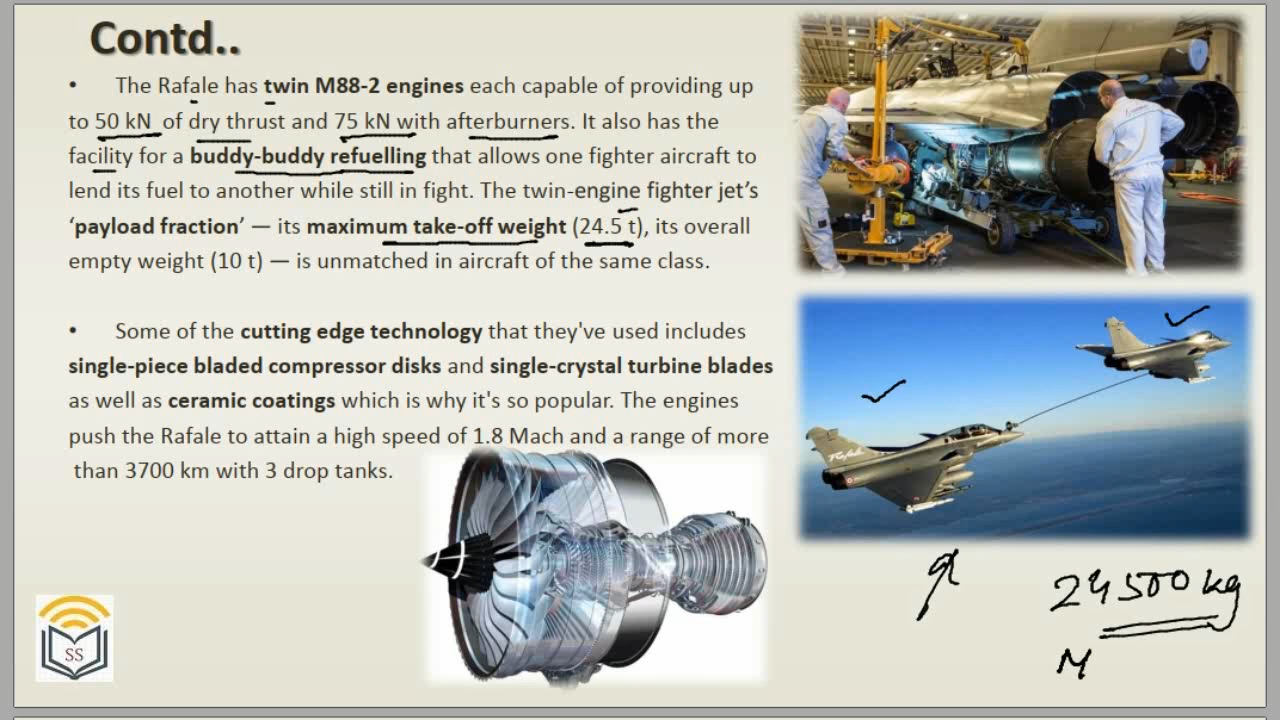 Contd..
• The Rafale has twin M88-2 engines each capable of providing up
to 50 kN of dry thrust and 75 kN with afterburners. It also has the
facility for a buddy-buddy refuelling that allows one fighter aircraft to
lend its fuel to another while still in fight. The twin-engine fighter jet's
‘payload fraction’ — its maximum take-off weight (24.5 t), its overall
empty weight (10 t) — is unmatched in aircraft of the same class.
• Some of the cutting edge technology that they've used includes
single-piece bladed compressor disks and single-crystal turbine blades
as well as ceramic coatings which is why it's so popular. The engines
push the Rafale to attain a high speed of 1.8 Mach and a range of more
than 3700 km with 3 drop tanks.
Rafale
24500 kg
M
SS